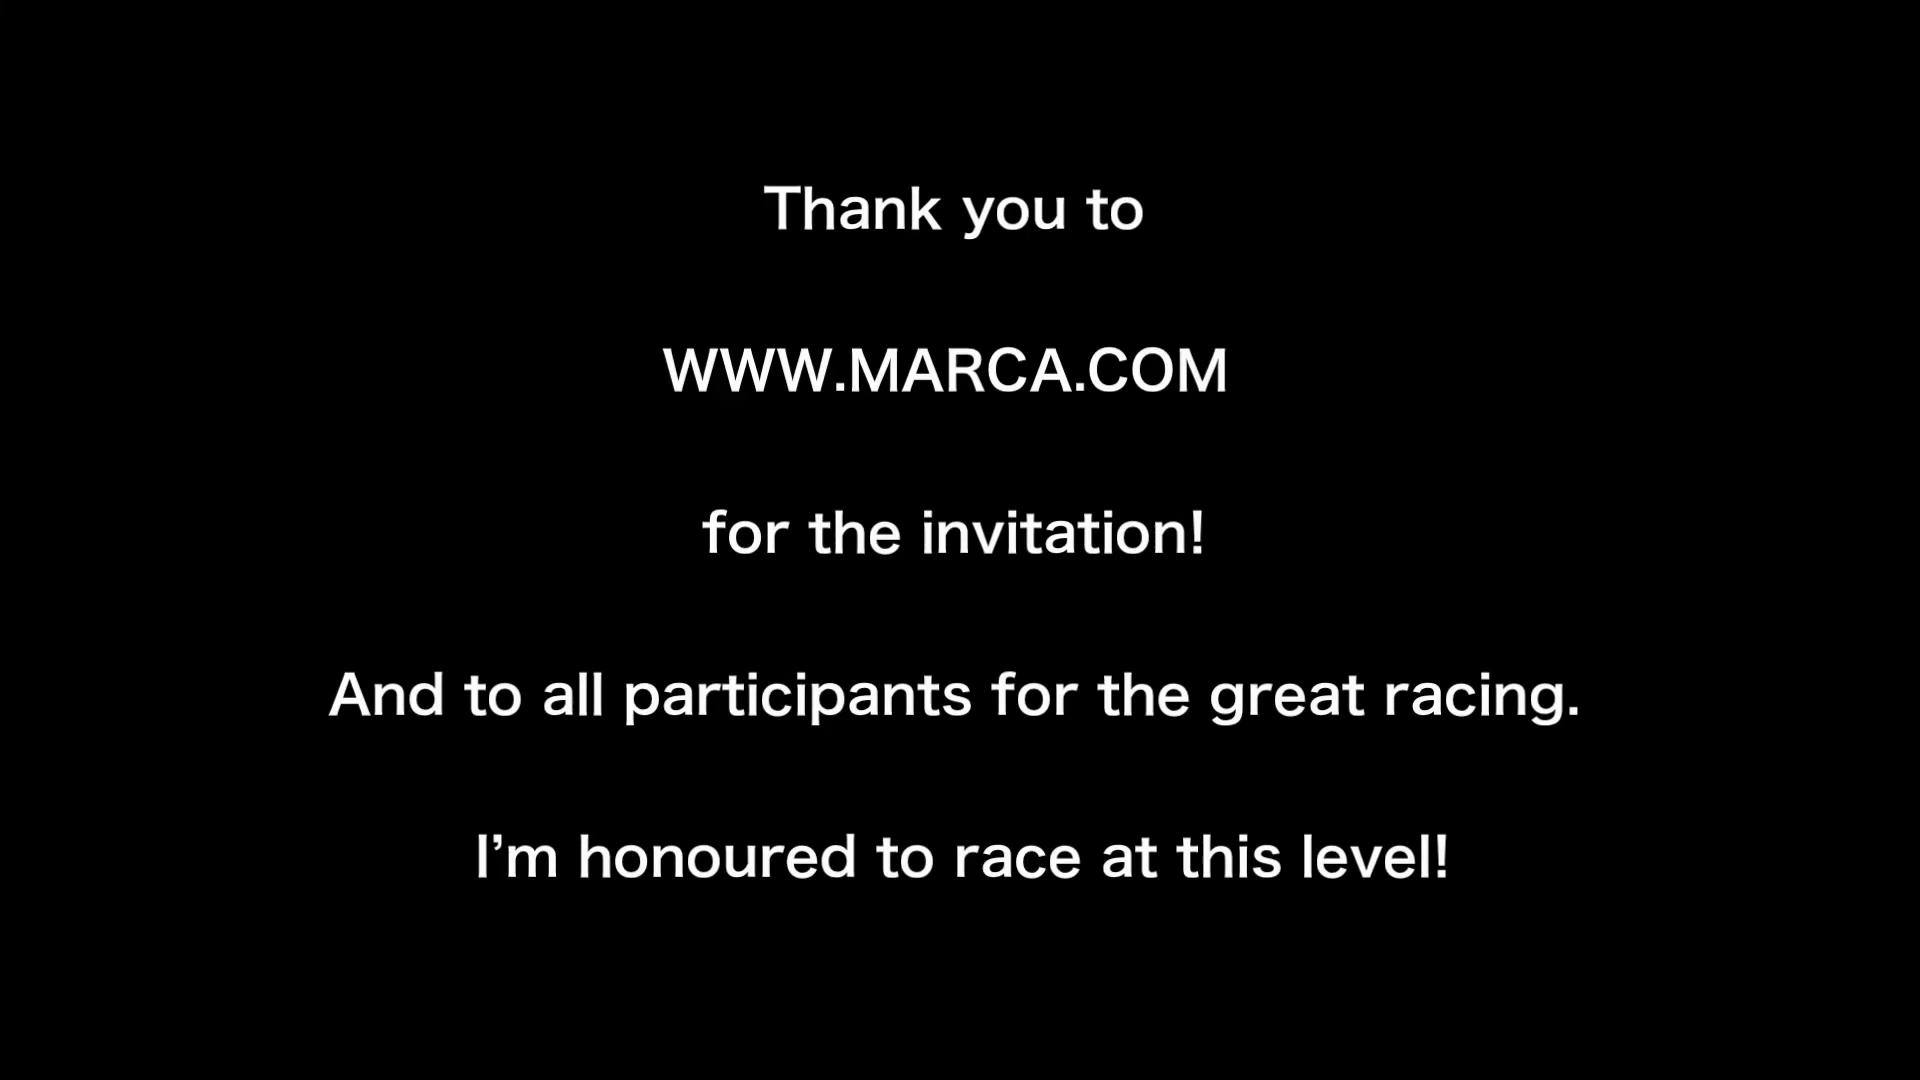 Thank you to
WWW.MARCA.COM
for the invitation!
And to all participants for the great racing.
I’m honoured to race at this level!